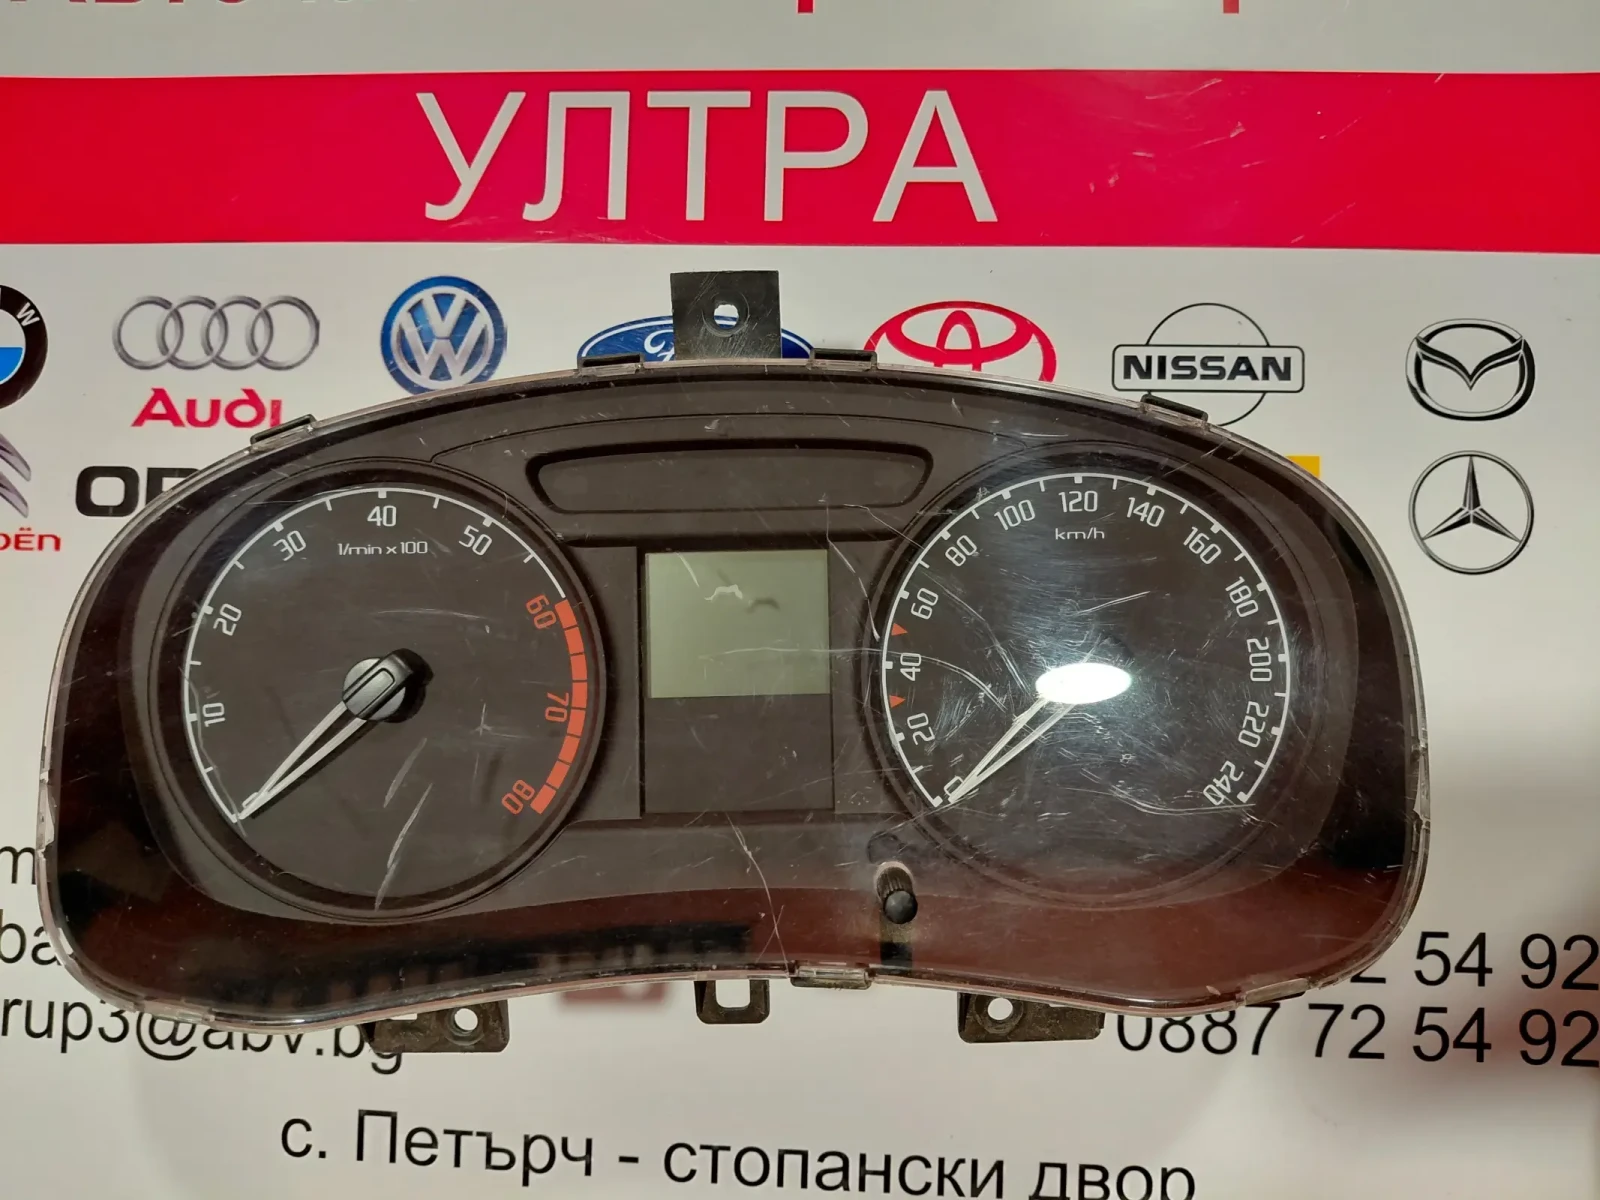 УЛТРА
W
Audi
NISSAN
10 20 30 40 50 60 70 80
1/min x 100
20 40 60 80 100 120 140 160 180 200 220 240
km/h
54 92
rup3@abv.bg
0887 72 54 92
с. Петърч - стопански двор